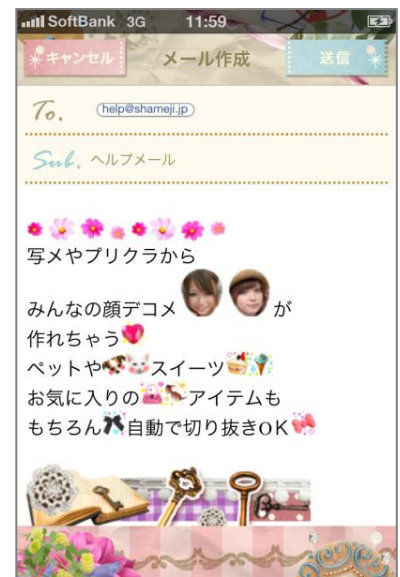 SoftBank 3G 11:59
キャンセル メール作成 送信
To. help@shameji.jp
Sub. ヘルプメール
写メやプリクラから
みんなの顔デコメ が
作れちゃう
ペットや スイーツ
お気に入りの アイテムも
もちろん 自動で切り抜きOK